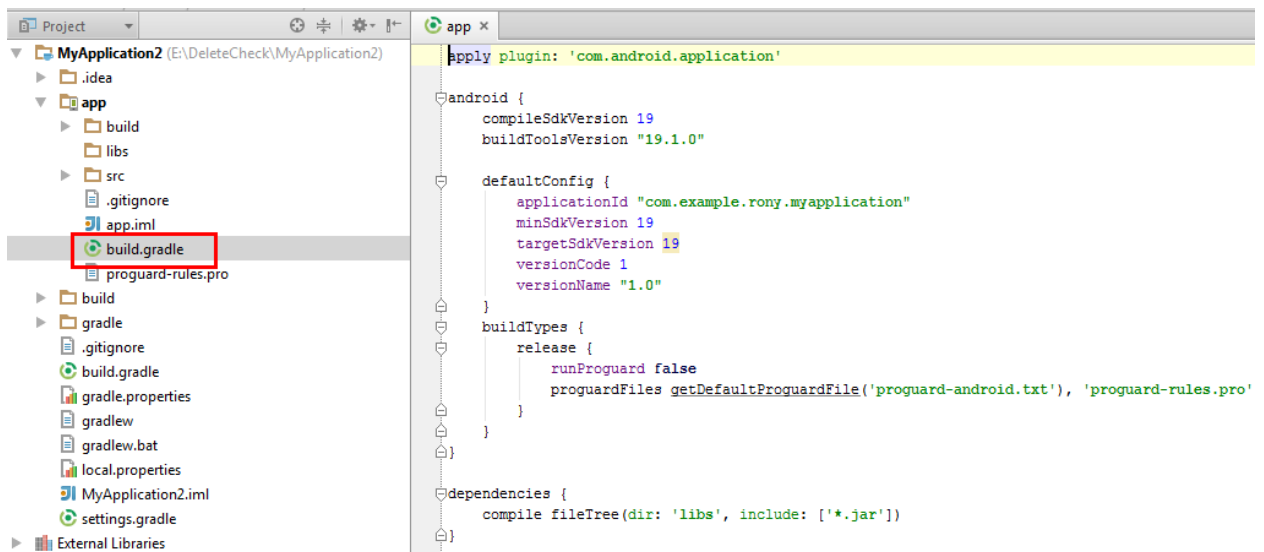 Project
MyApplication2 (E:\DeleteCheck\MyApplication2)
.idea
app
build
libs
src
.gitignore
app.iml
build.gradle
proguard-rules.pro
build
gradle
.gitignore
build.gradle
gradle.properties
gradlew
gradlew.bat
local.properties
MyApplication2.iml
settings.gradle
External Libraries
app
apply plugin: 'com.android.application'
android {
compileSdkVersion 19
buildToolsVersion "19.1.0"
defaultConfig {
applicationId "com.example.rony.myapplication"
minSdkVersion 19
targetSdkVersion 19
versionCode 1
versionName "1.0"
}
buildTypes {
release {
runProguard false
proguardFiles getDefaultProguardFile('proguard-android.txt'), 'proguard-rules.pro'
}
}
}
dependencies {
compile fileTree(dir: 'libs', include: ['*.jar'])
}